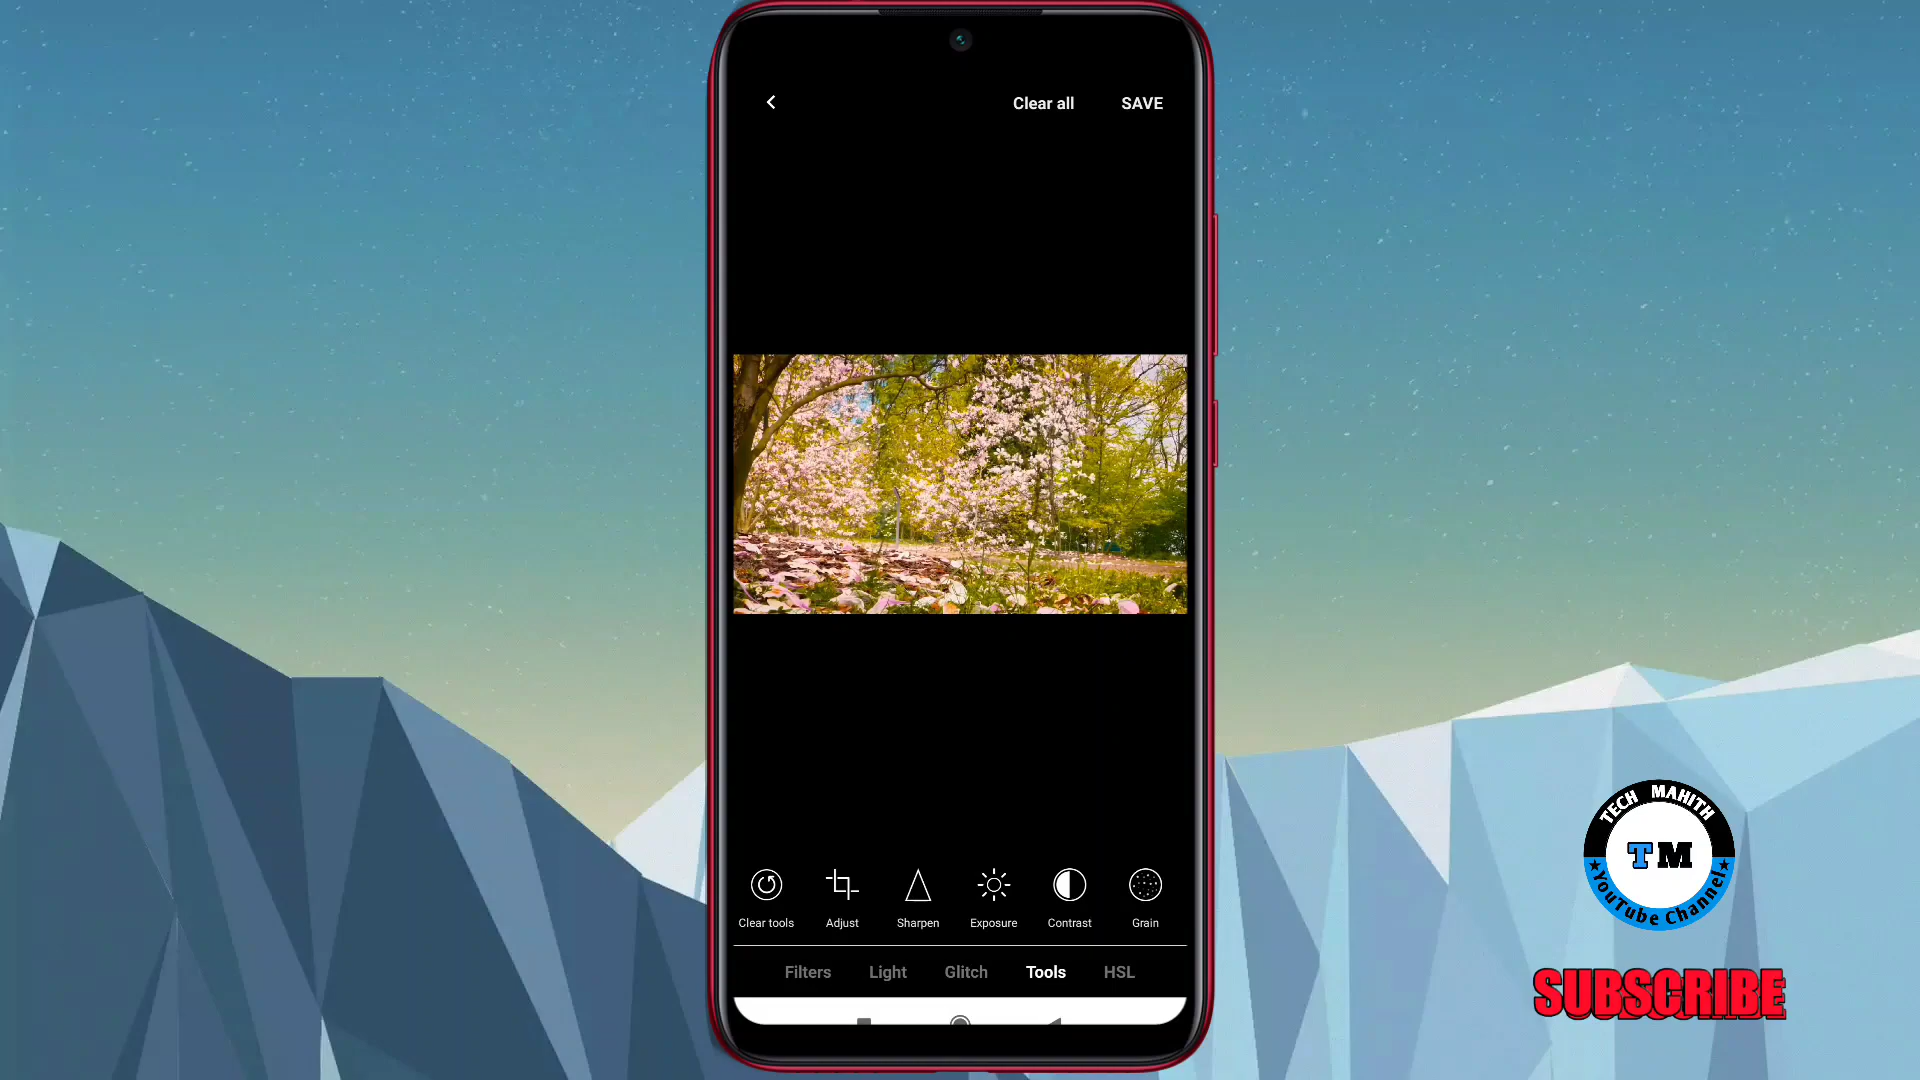 Clear all
SAVE
Clear tools
Adjust
Sharpen
Exposure
Contrast
Grain
Filters
Light
Glitch
Tools
HSL
TECH MAHITH
TM
YouTube Channel
SUBSCRIBE